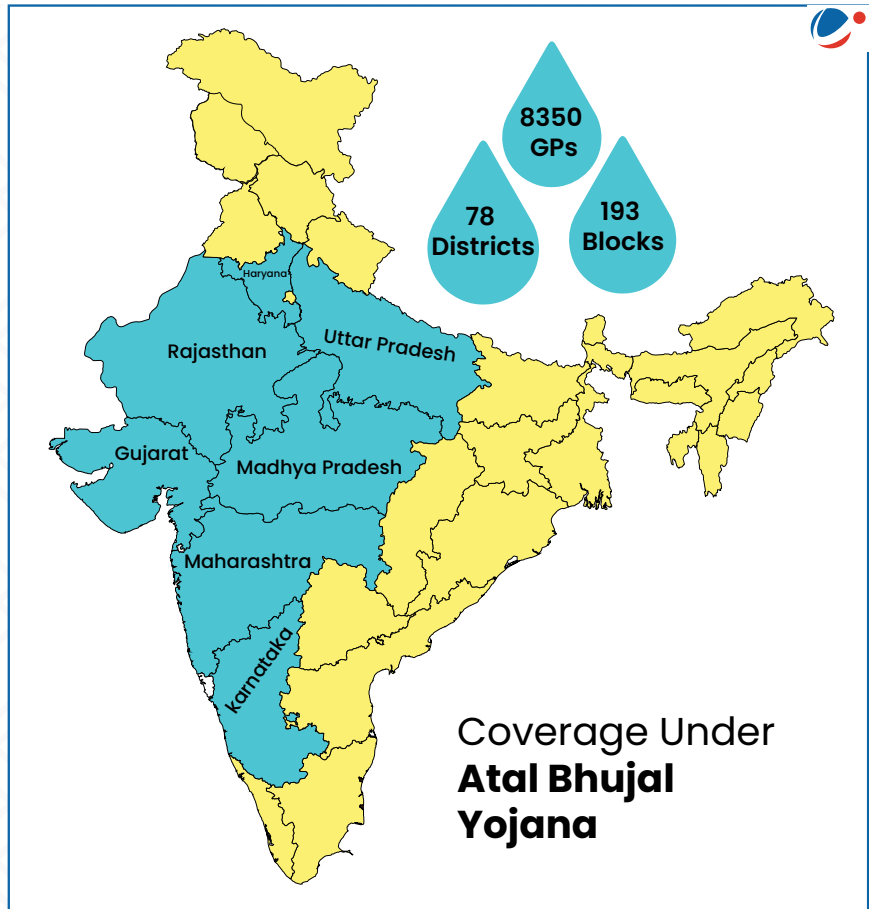 8350
GPs
78
Districts
193
Blocks
Haryana
Rajasthan
Uttar Pradesh
Gujarat
Madhya Pradesh
Maharashtra
karnataka
Coverage Under
Atal Bhujal
Yojana